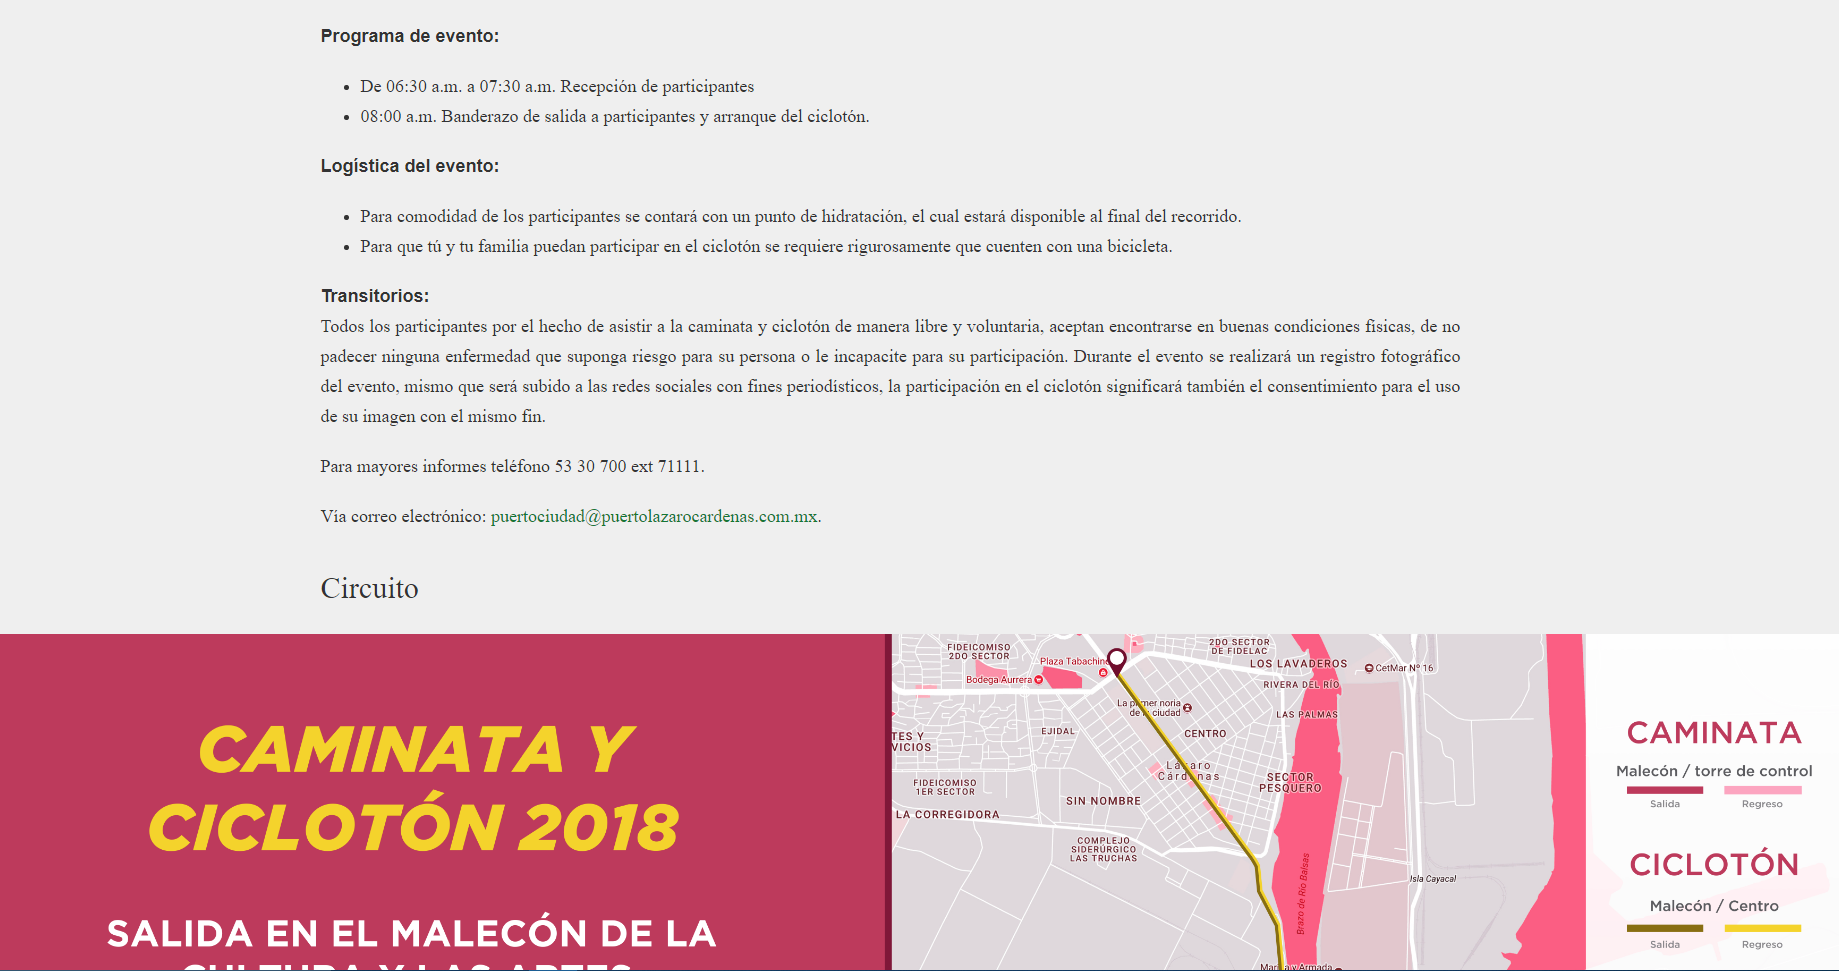 Programa de evento:
De 06:30 a.m. a 07:30 a.m. Recepción de participantes
08:00 a.m. Banderazo de salida a participantes y arranque del ciclotón.
Logística del evento:
Para comodidad de los participantes se contará con un punto de hidratación, el cual estará disponible al final del recorrido.
Para que tú y tu familia puedan participar en el ciclotón se requiere rigurosamente que cuenten con una bicicleta.
Transitorios:
Todos los participantes por el hecho de asistir a la caminata y ciclotón de manera libre y voluntaria, aceptan encontrarse en buenas condiciones físicas, de no
padecer ninguna enfermedad que suponga riesgo para su persona o le incapacite para su participación. Durante el evento se realizará un registro fotográfico
del evento, mismo que será subido a las redes sociales con fines periodísticos, la participación en el ciclotón significará también el consentimiento para el uso
de su imagen con el mismo fin.
Para mayores informes teléfono 53 30 700 ext 71111.
Vía correo electrónico: puertociudad@puertolazarocardenas.com.mx.
Circuito
CAMINATA Y
CICLOTÓN 2018
SALIDA EN EL MALECÓN DE LA
CULTURA Y LAS ARTES
FIDEICOMISO
2DO SECTOR
Plaza Tabachin
Bodega Aurrera
2DO SECTOR
DE FIDELAC
LOS LAVADEROS
CetMar N° 16
RIVERA DEL RÍO
La primer noria
de la ciudad
LAS PALMAS
TES Y
VICIOS
EJIDAL
CENTRO
Lázaro
Cárdenas
FIDEICOMISO
1ER SECTOR
SECTOR
PESQUERO
SIN NOMBRE
LA CORREGIDORA
COMPLEJO
SIDERÚRGICO
LAS TRUCHAS
Brazo de Río Balsas
Isla Cayacal
Marina y Armada
CAMINATA
Malecón / torre de control
Salida Regreso
CICLOTÓN
Malecón / Centro
Salida Regreso